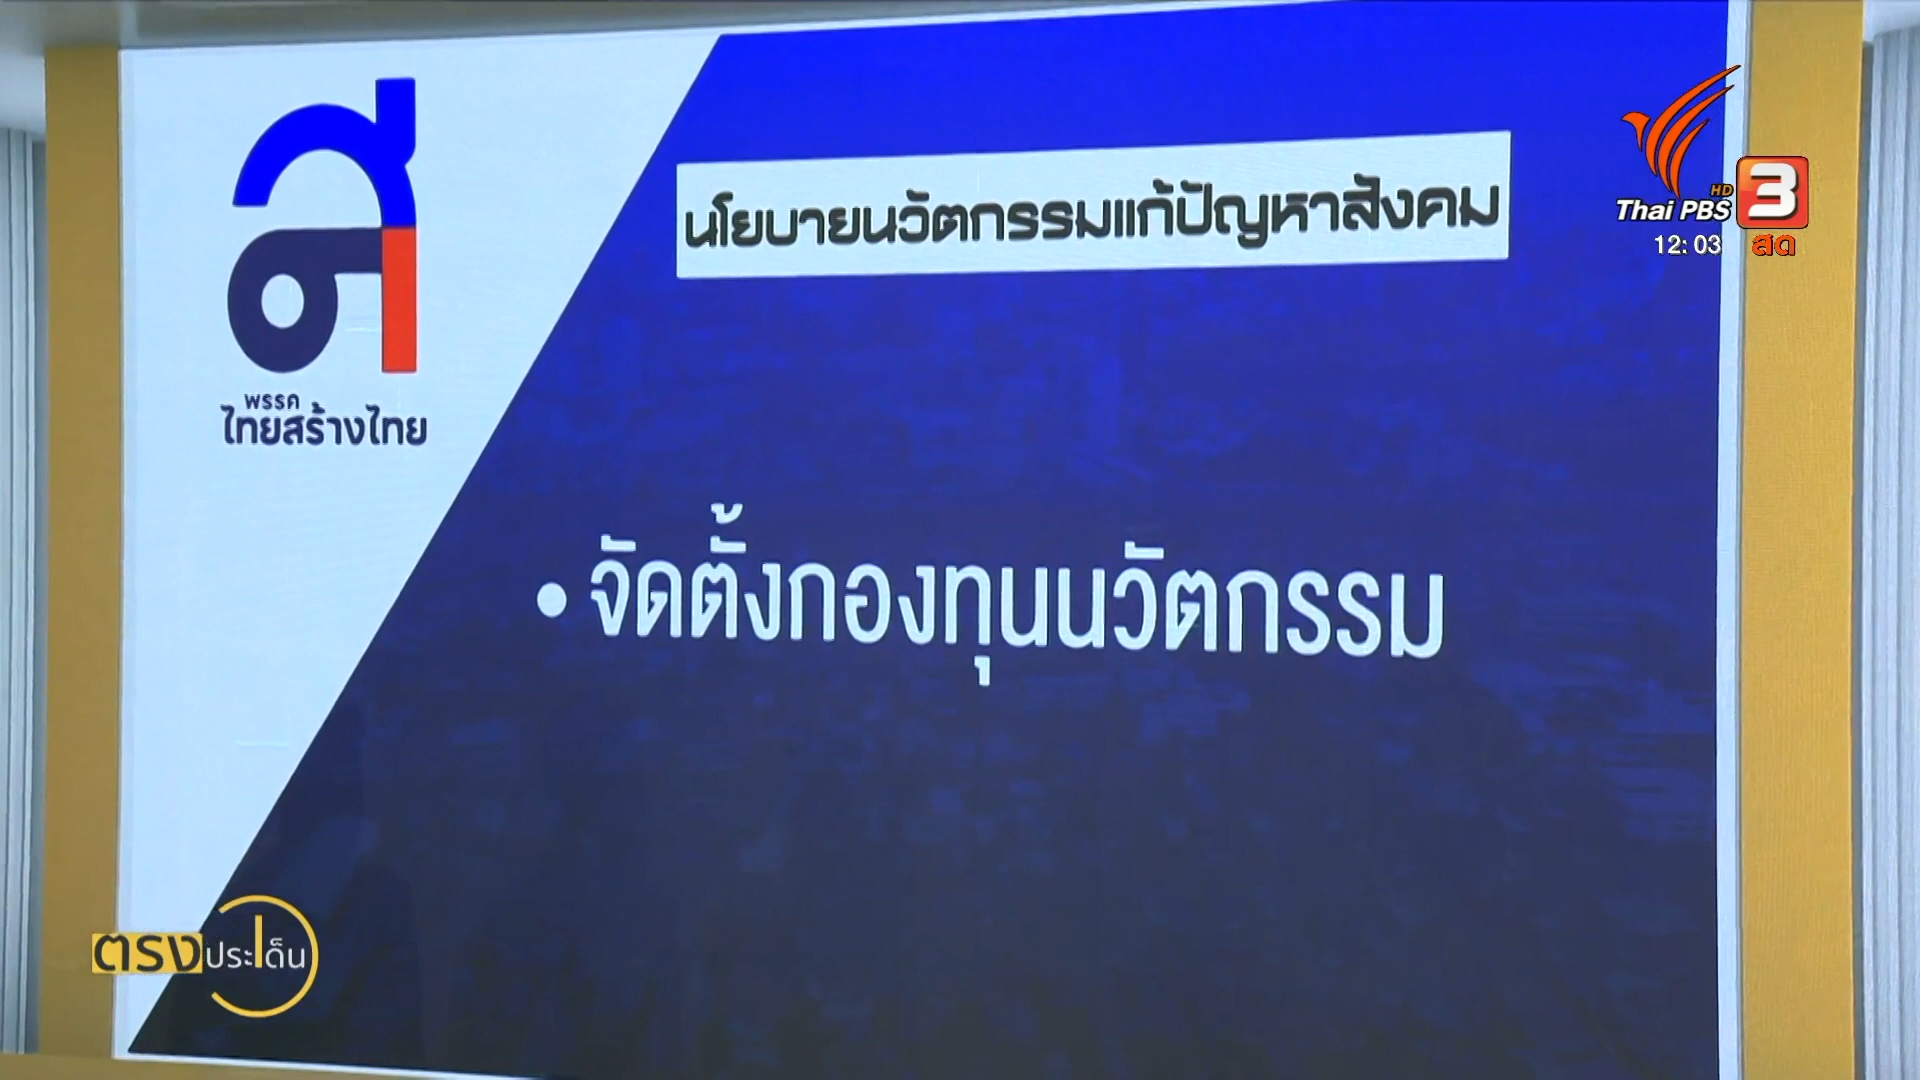 พรรค
ไทยสร้างไทย
นโยบายนวัตกรรมแก้ปัญหาสังคม
HD
Thai PBS 3
12:03 สด
• จัดตั้งกองทุนนวัตกรรม
ตรงประเด็น